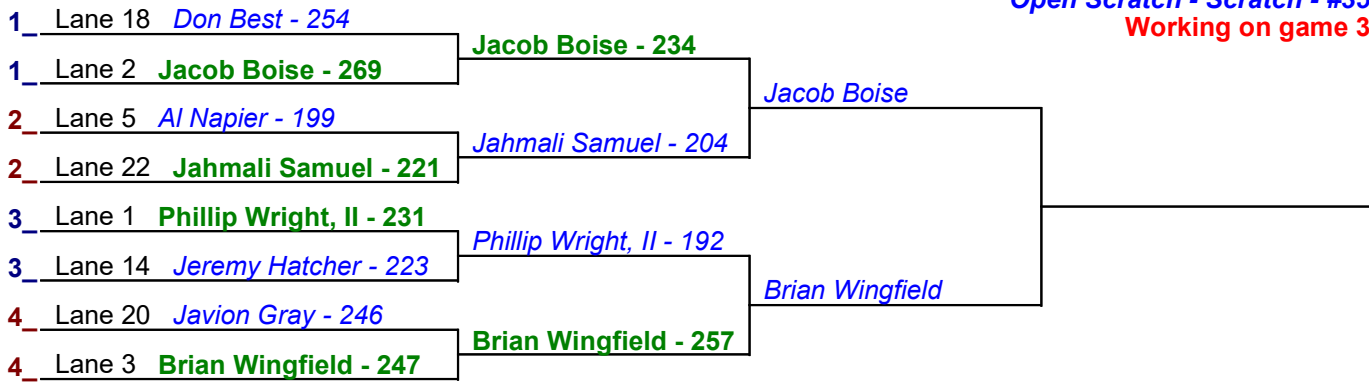 Open Scratch - Scratch - #35
Working on game 3
1_ Lane 18 Don Best - 254
1_ Lane 2 Jacob Boise - 269
2_ Lane 5 Al Napier - 199
2_ Lane 22 Jahmali Samuel - 221
3_ Lane 1 Phillip Wright, II - 231
3_ Lane 14 Jeremy Hatcher - 223
4_ Lane 20 Javion Gray - 246
4_ Lane 3 Brian Wingfield - 247
Jacob Boise - 234
Jahmali Samuel - 204
Phillip Wright, II - 192
Brian Wingfield - 257
Jacob Boise
Brian Wingfield